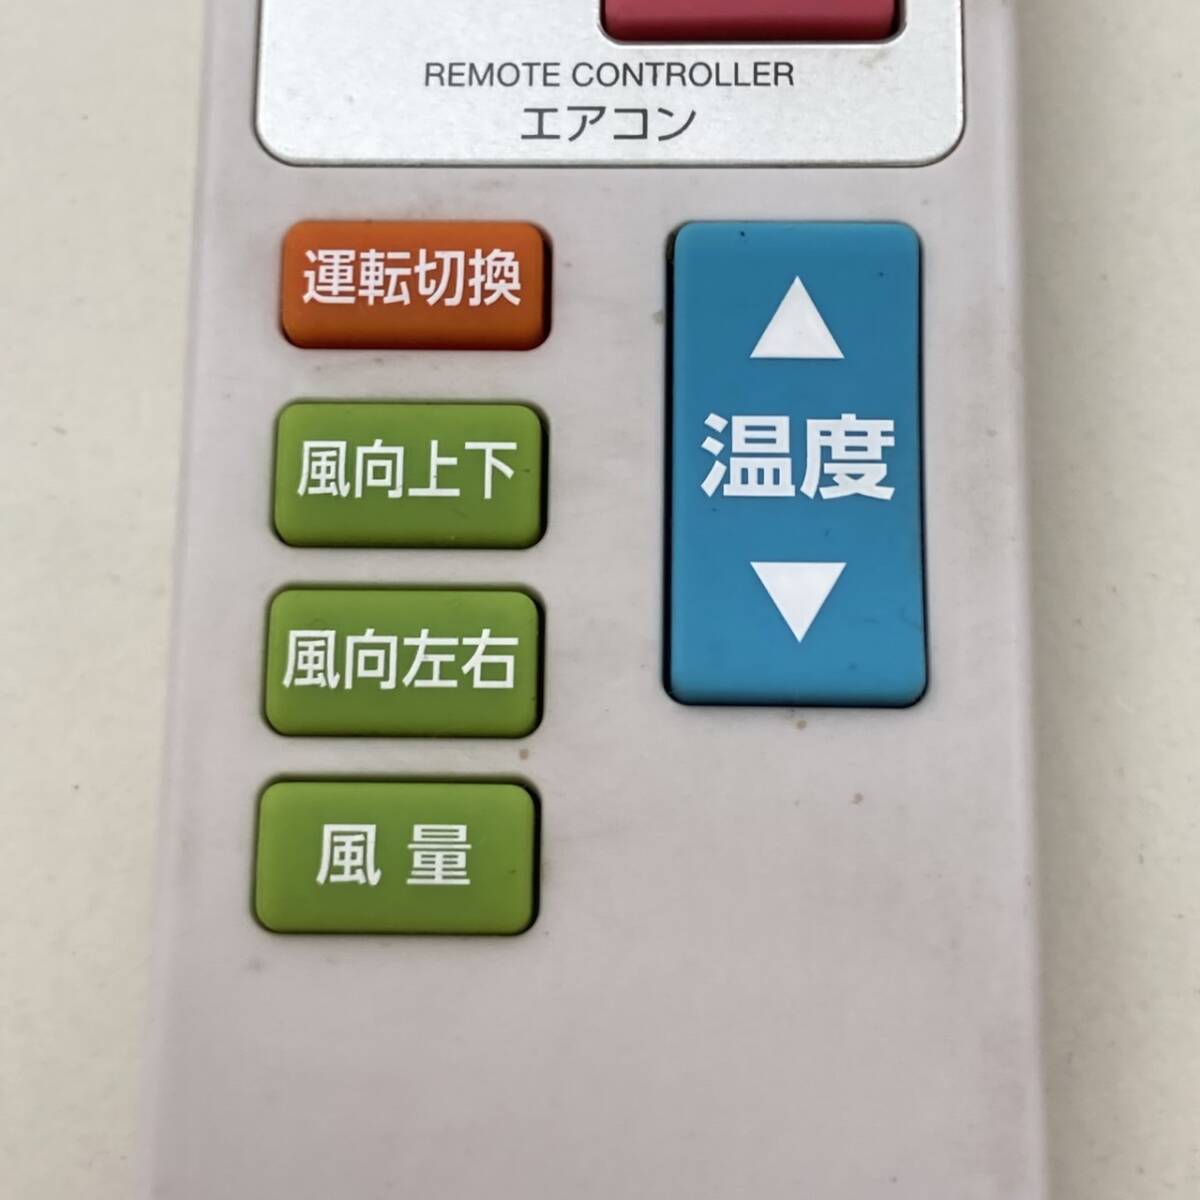 REMOTE CONTROLLER
エアコン
運転切換
風向上下
風向左右
風量
▲
温度
▼